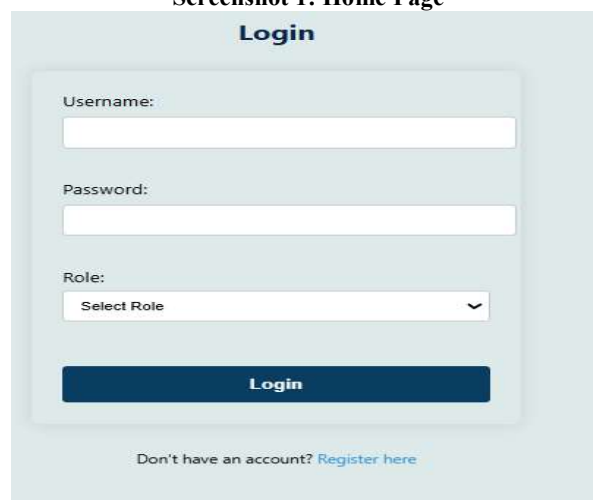 Screenshot 1: Home Page
Login
Username:
Password:
Role:
Select Role
Login
Don't have an account? Register here